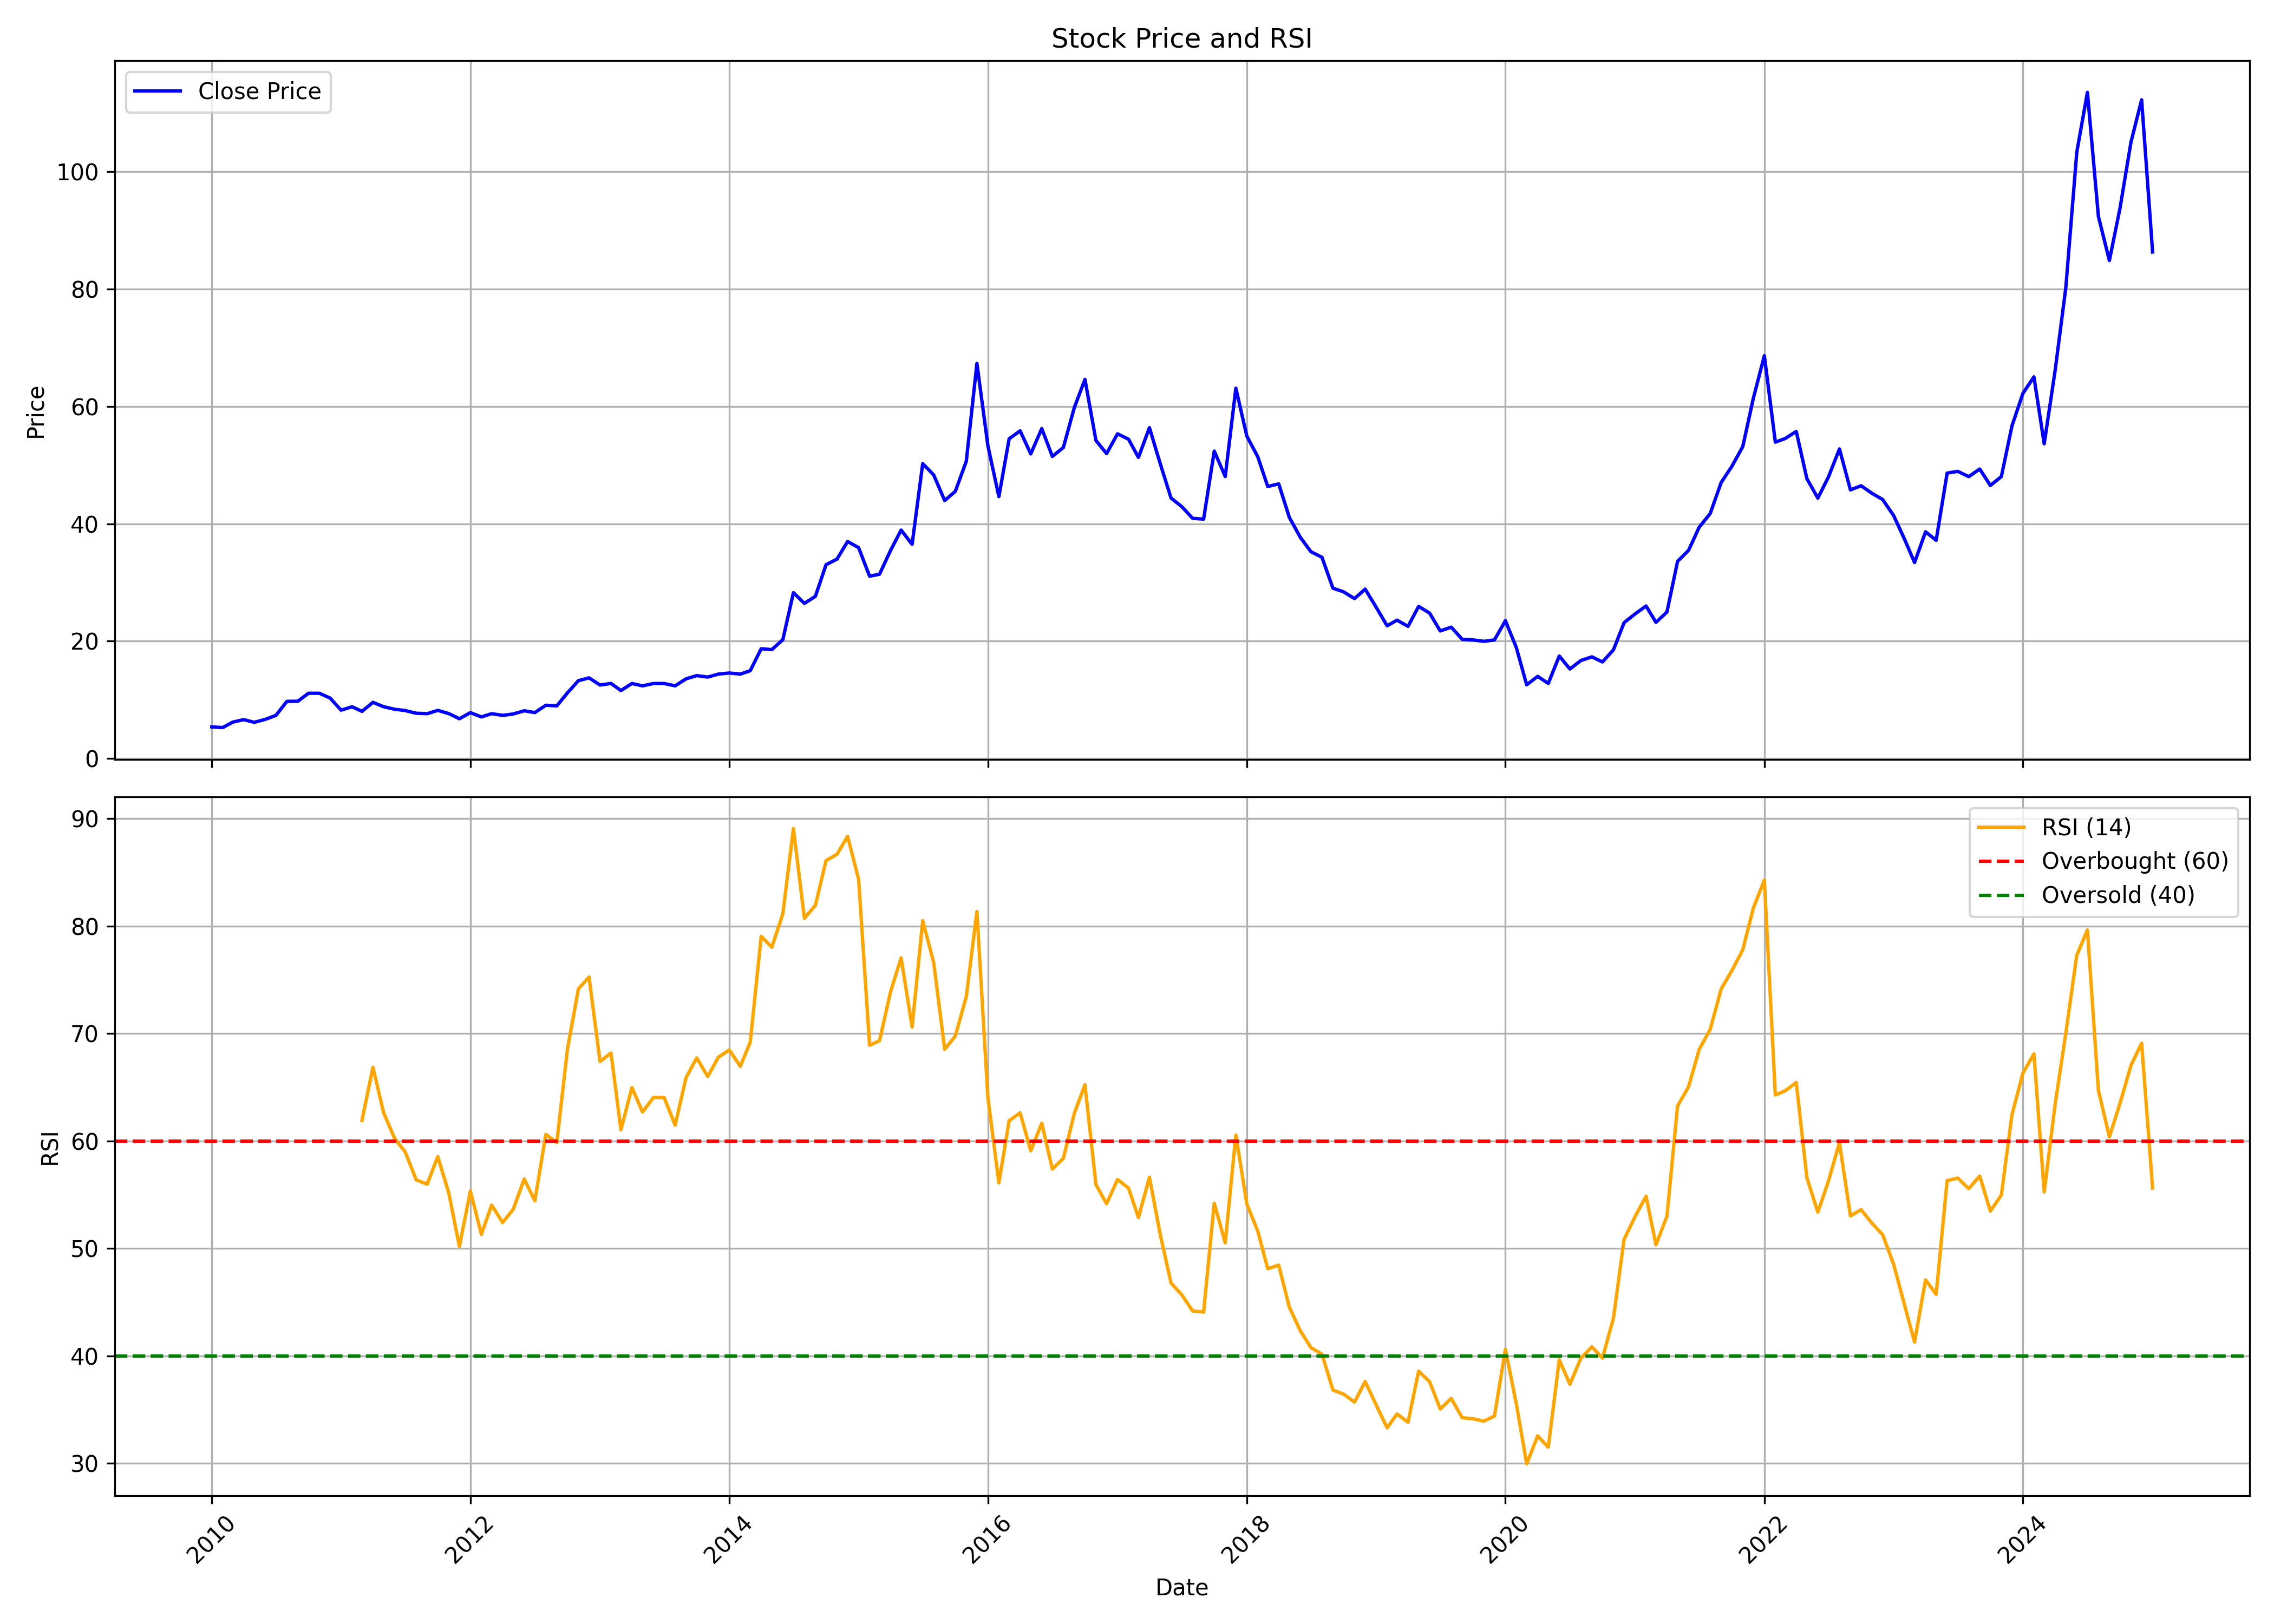 Stock Price and RSI
Close Price
Price
100
80
60
40
20
0
RSI (14)
Overbought (60)
Oversold (40)
RSI
90
80
70
60
50
40
30
2010
2012
2014
2016
2018
2020
2022
2024
Date